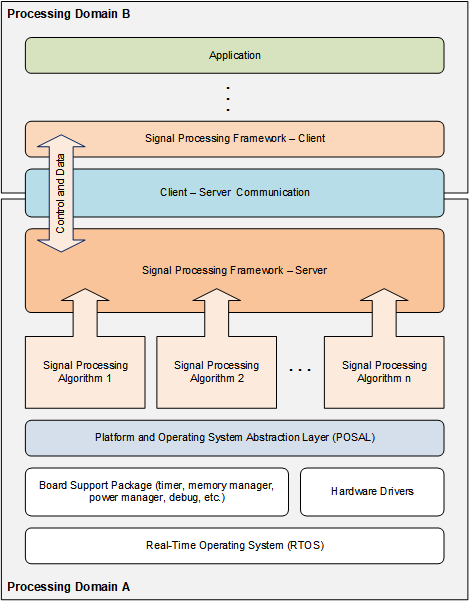 Processing Domain B
Application
Signal Processing Framework – Client
Control and Data
Client – Server Communication
Signal Processing Framework – Server
Signal Processing
Algorithm 1
Signal Processing
Algorithm 2
Signal Processing
Algorithm n
Platform and Operating System Abstraction Layer (POSAL)
Board Support Package (timer, memory manager,
power manager, debug, etc.)
Hardware Drivers
Real-Time Operating System (RTOS)
Processing Domain A